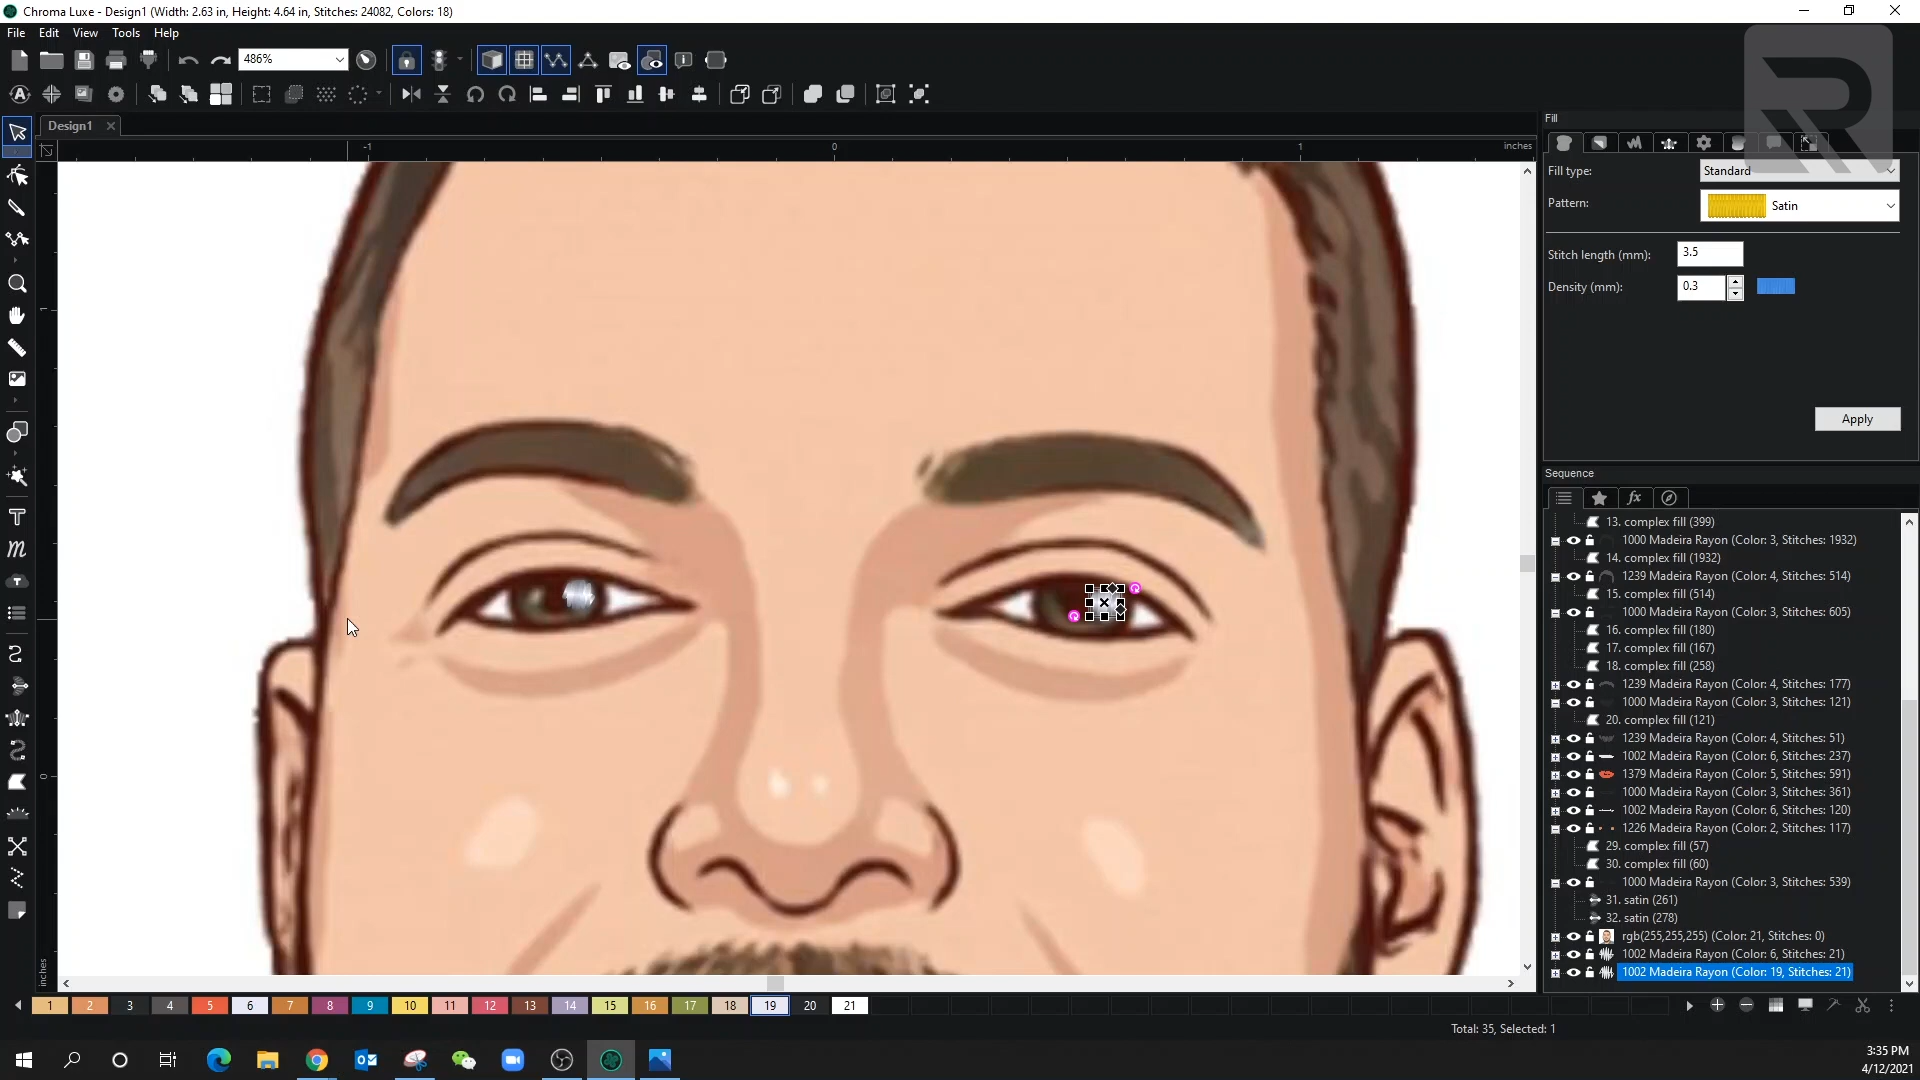 Chroma Luxe - Design1 (Width: 2.63 in, Height: 4.64 in, Stitches: 24082, Colors: 18)
File Edit View Tools Help
486%
Design1
-1 0 1 inches
1
0
inches
Fill
Fill type: Standard
Pattern: Satin
Stitch length (mm): 3.5
Density (mm): 0.3
Apply
Sequence
13. complex fill (399)
1000 Madeira Rayon (Color: 3, Stitches: 1932)
14. complex fill (1932)
1239 Madeira Rayon (Color: 4, Stitches: 514)
15. complex fill (514)
1000 Madeira Rayon (Color: 3, Stitches: 605)
16. complex fill (180)
17. complex fill (167)
18. complex fill (258)
1239 Madeira Rayon (Color: 4, Stitches: 177)
1000 Madeira Rayon (Color: 3, Stitches: 121)
20. complex fill (121)
1239 Madeira Rayon (Color: 4, Stitches: 51)
1002 Madeira Rayon (Color: 6, Stitches: 237)
1379 Madeira Rayon (Color: 5, Stitches: 591)
1000 Madeira Rayon (Color: 3, Stitches: 361)
1002 Madeira Rayon (Color: 6, Stitches: 120)
1226 Madeira Rayon (Color: 2, Stitches: 117)
29. complex fill (57)
30. complex fill (60)
1000 Madeira Rayon (Color: 3, Stitches: 539)
31. satin (261)
32. satin (278)
rgb(255,255,255) (Color: 21, Stitches: 0)
1002 Madeira Rayon (Color: 6, Stitches: 21)
1002 Madeira Rayon (Color: 19, Stitches: 21)
1 2 3 4 5 6 7 8 9 10 11 12 13 14 15 16 17 18 19 20 21
Total: 35, Selected: 1
3:35 PM
4/12/2021